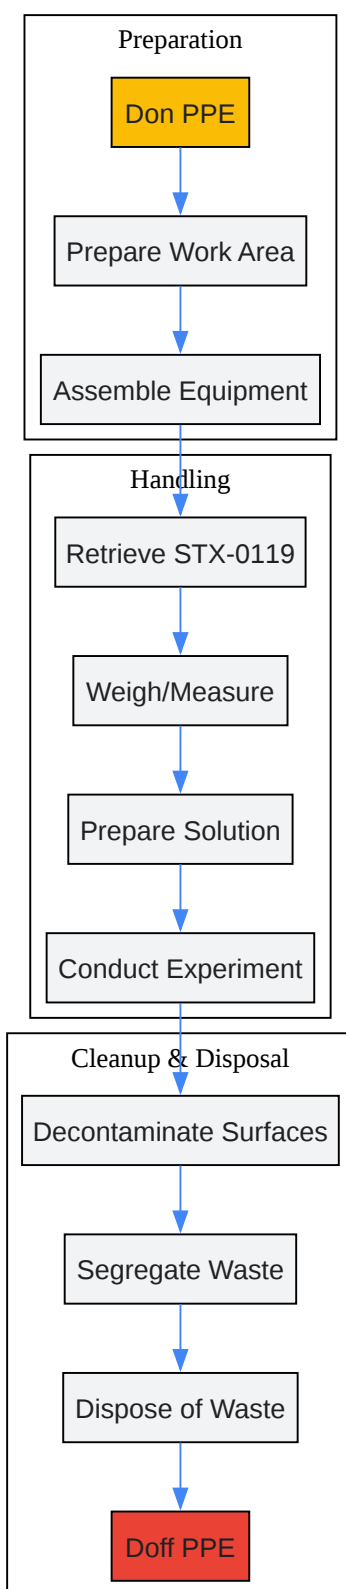 Preparation
Don PPE
Prepare Work Area
Assemble Equipment
Handling
Retrieve STX-0119
Weigh/Measure
Prepare Solution
Conduct Experiment
Cleanup & Disposal
Decontaminate Surfaces
Segregate Waste
Dispose of Waste
Doff PPE